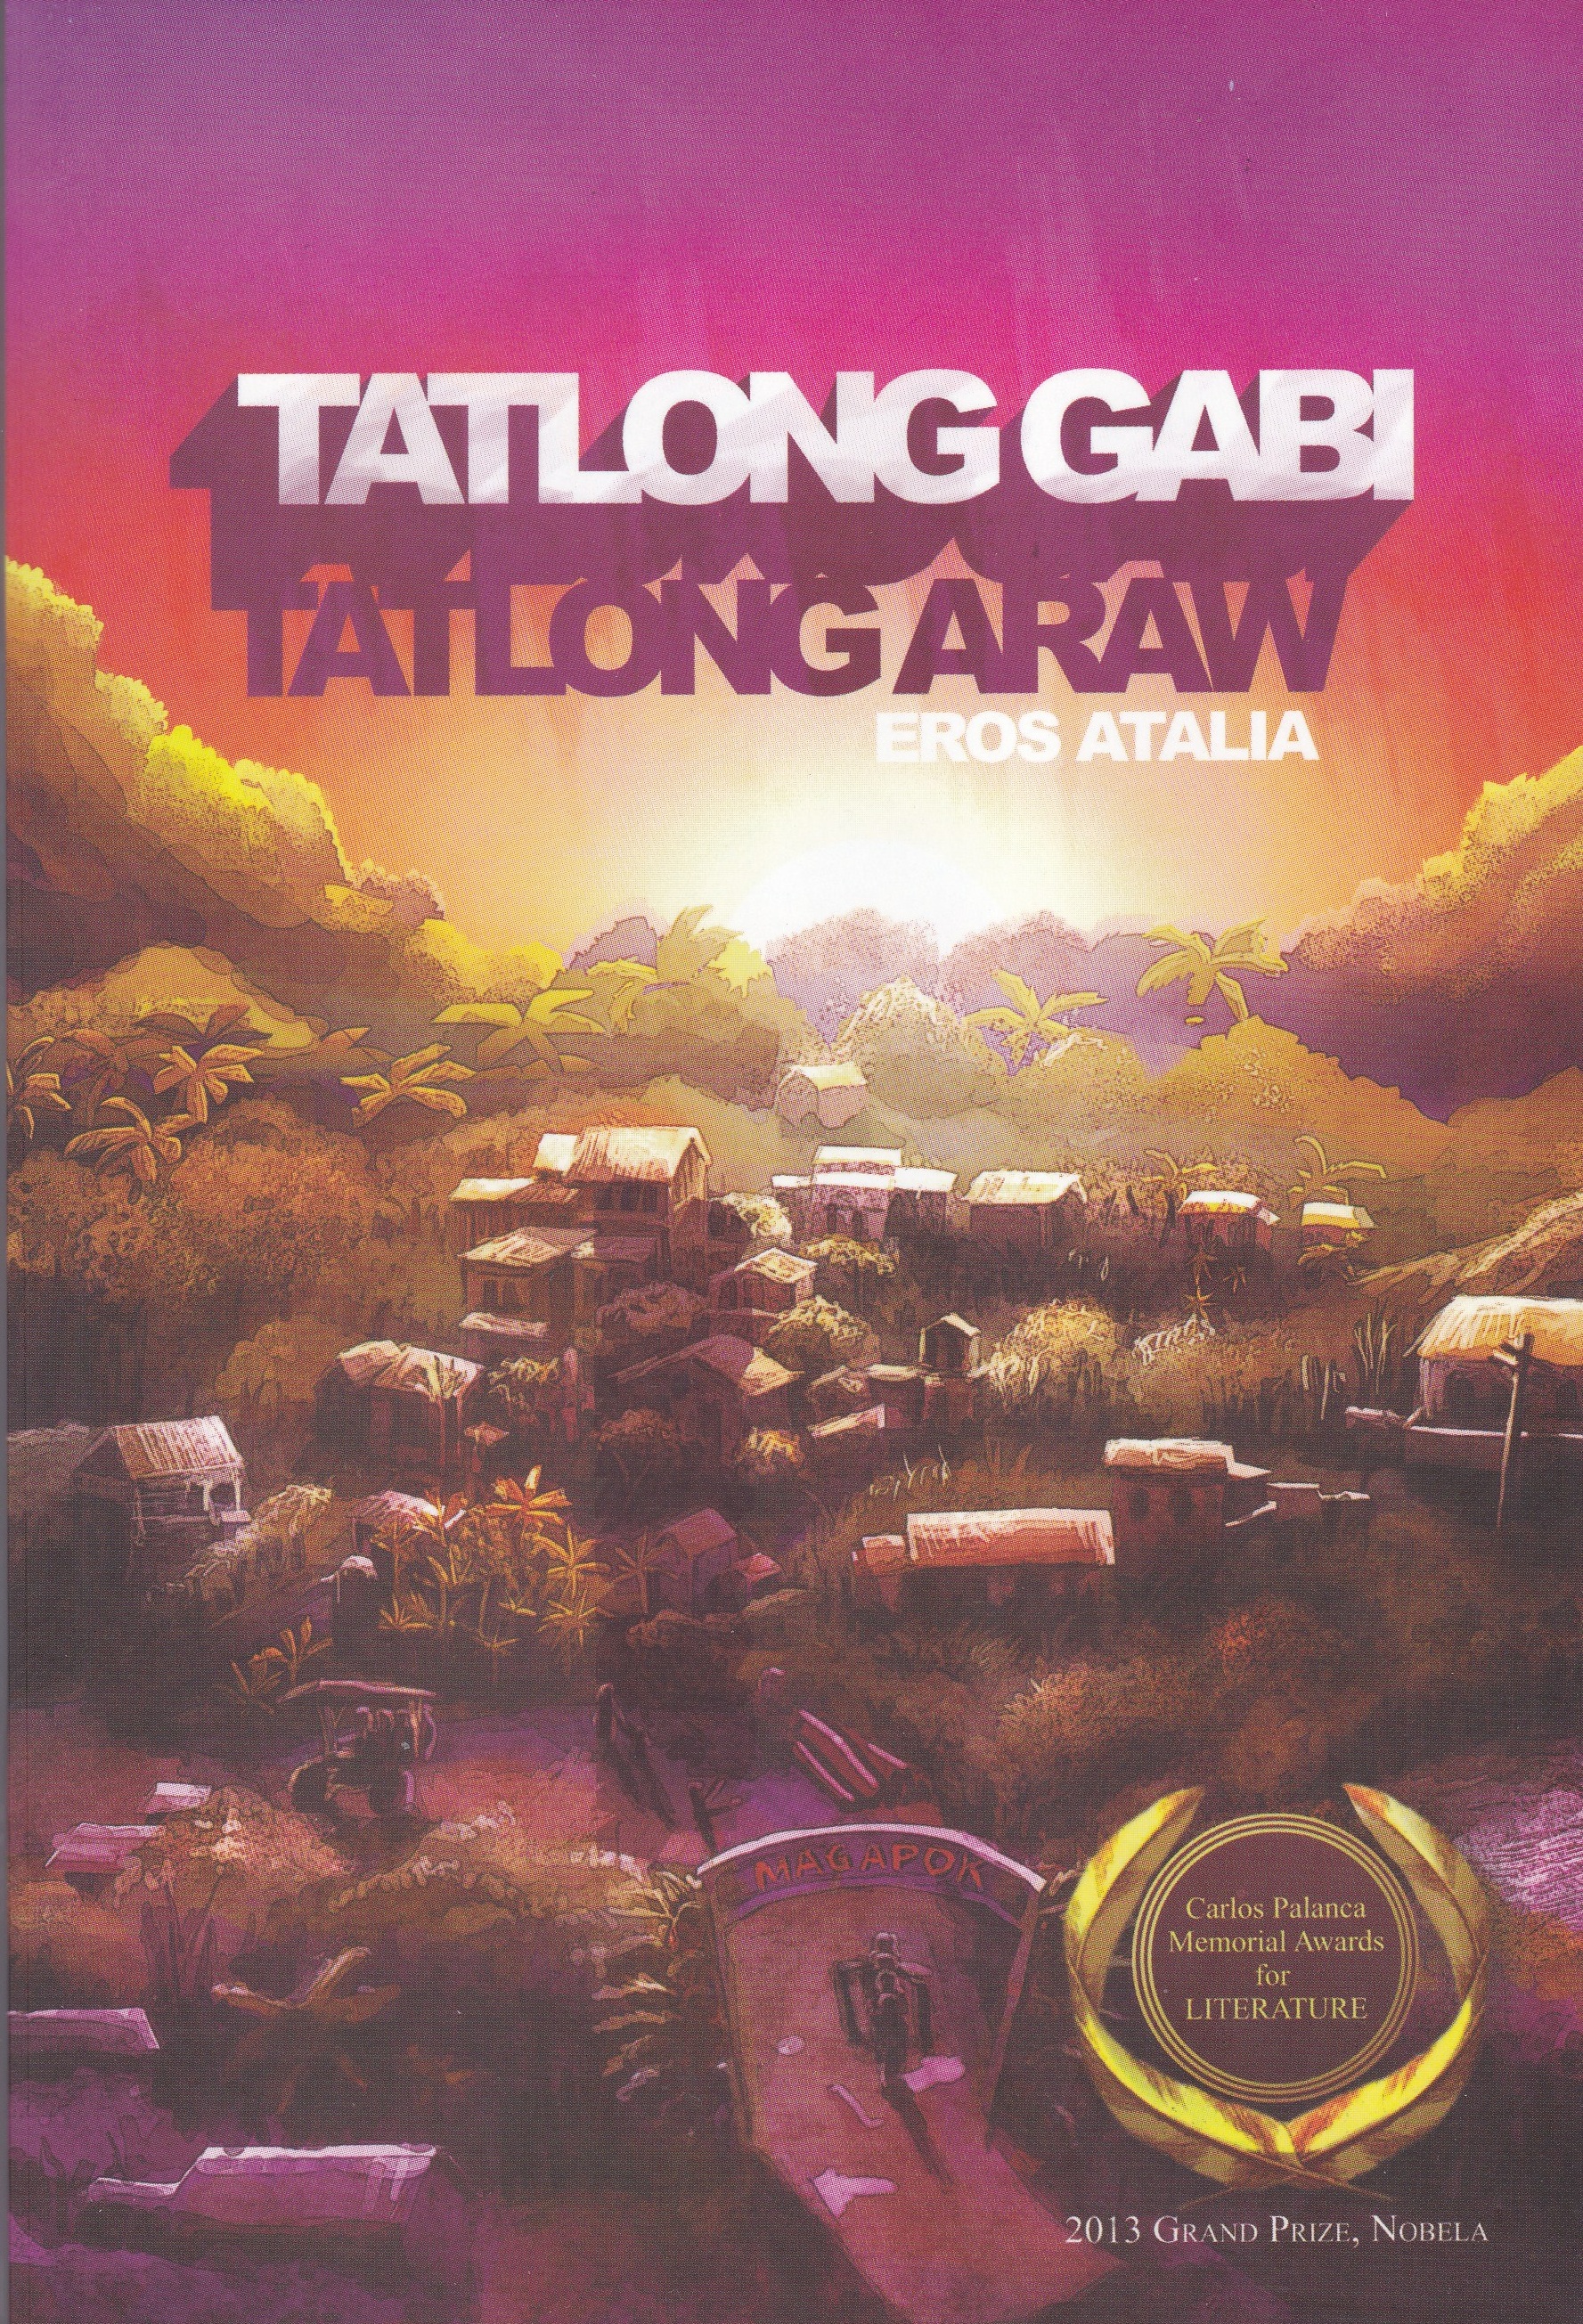 TATLONG GABI
TATLONG ARAW
EROS ATALIA
MAGAPOK
Carlos Palanca
Memorial Awards
for
LITERATURE
2013 GRAND PRIZE, NOBELA